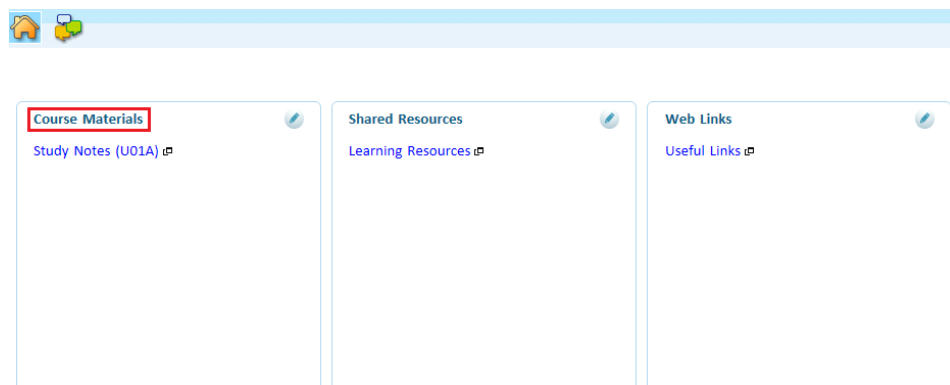 Course Materials
Shared Resources
Web Links
Study Notes (U01A)
Learning Resources
Useful Links